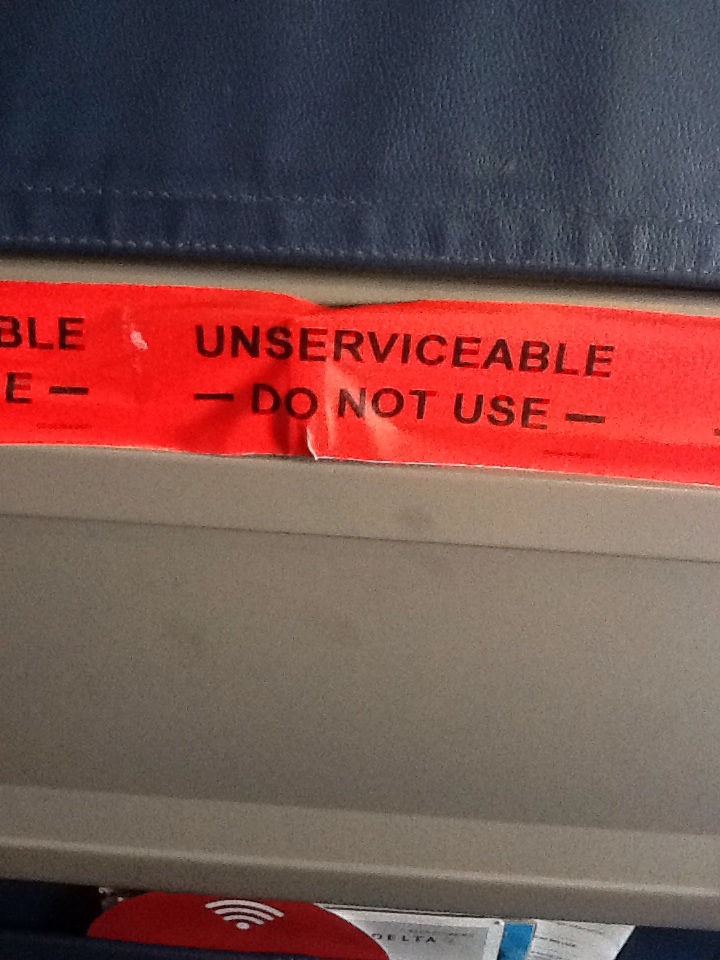 BLE UNSERVICEABLE
E — — DO NOT USE —
DELTA